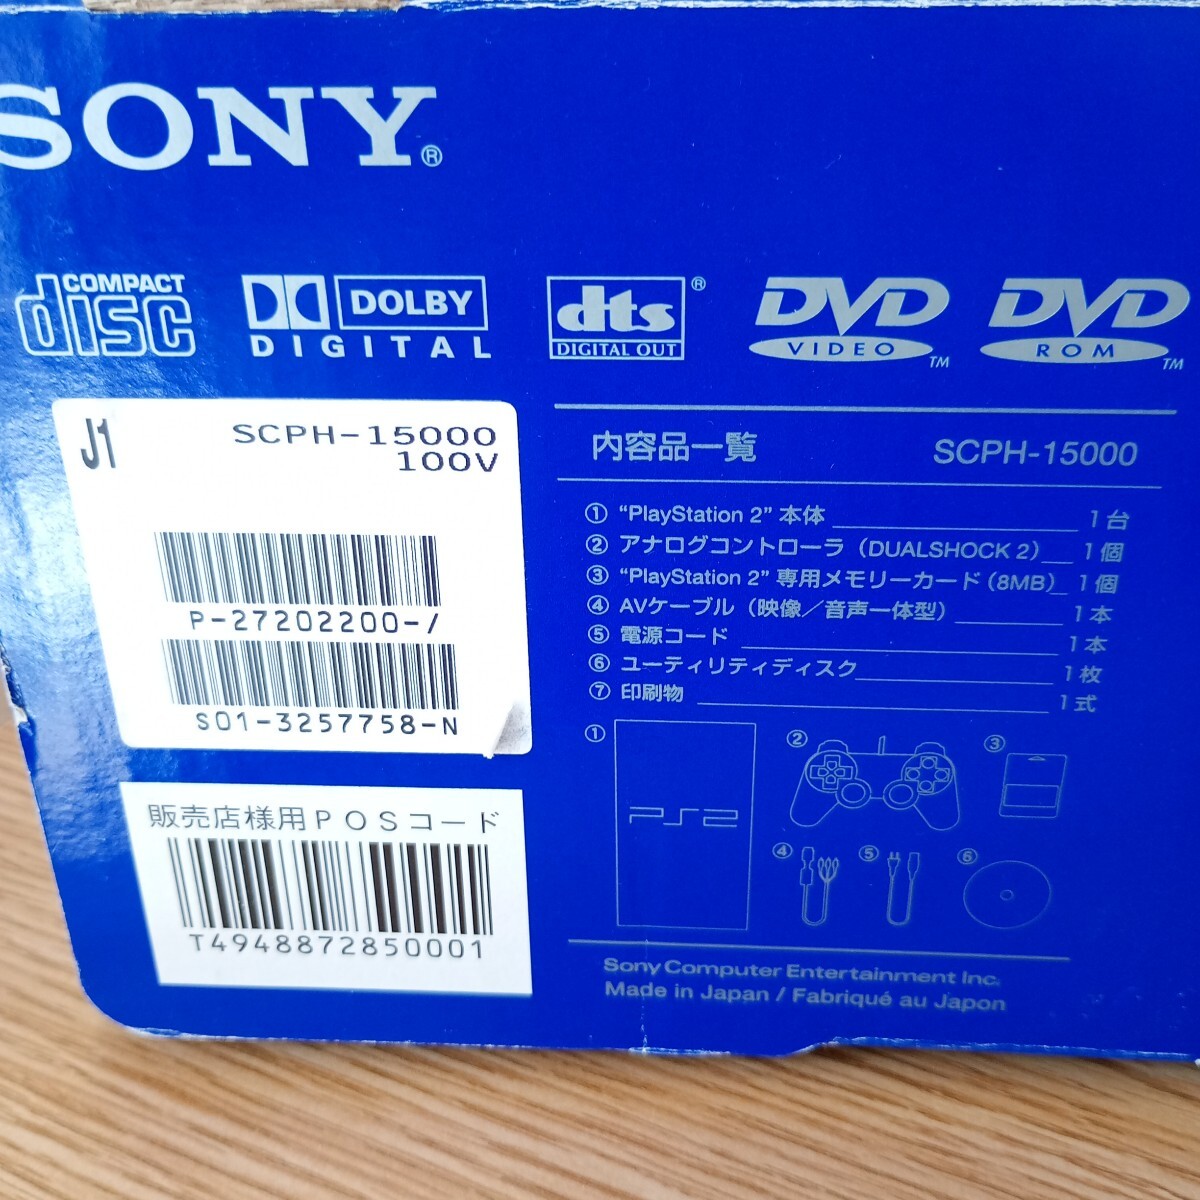 SONY®
COMPACT disc
DOLBY DIGITAL
dts® DIGITAL OUT
DVD VIDEO™
DVD ROM™
J1
SCPH-15000
100V
P-27202200-/
S01-3257758-N
販売店様用POSコード
T4948872850001
内容品一覧 SCPH-15000
① “PlayStation 2” 本体 1台
② アナログコントローラ（DUALSHOCK 2） 1個
③ “PlayStation 2” 専用メモリーカード（8MB） 1個
④ AVケーブル（映像／音声一体型） 1本
⑤ 電源コード 1本
⑥ ユーティリティディスク 1枚
⑦ 印刷物 1式
①
PS2
②
③
④
⑤
⑥
Sony Computer Entertainment Inc.
Made in Japan / Fabriqué au Japon